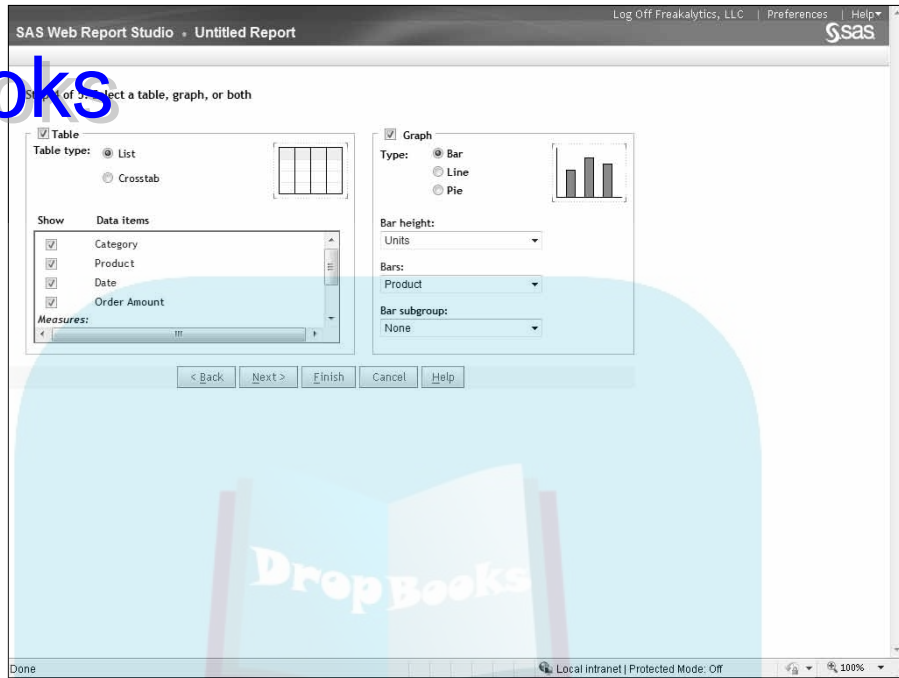 Log Off Freakalytics, LLC | Preferences | Help
SAS Web Report Studio • Untitled Report
sas
oks
of 5: Select a table, graph, or both
Table
Table type:
List
Crosstab
Show Data items
Category
Product
Date
Order Amount
Measures:
Graph
Type:
Bar
Line
Pie
Bar height:
Units
Bars:
Product
Bar subgroup:
None
< Back Next > Finish Cancel Help
DropBooks
Done
Local intranet | Protected Mode: Off
100%